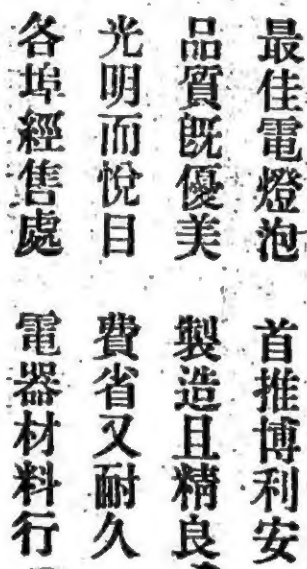 最佳電燈泡　首推博利安
品質既優美　製造且精良
光明而悅目　費省又耐久
各埠經售處　電器材料行